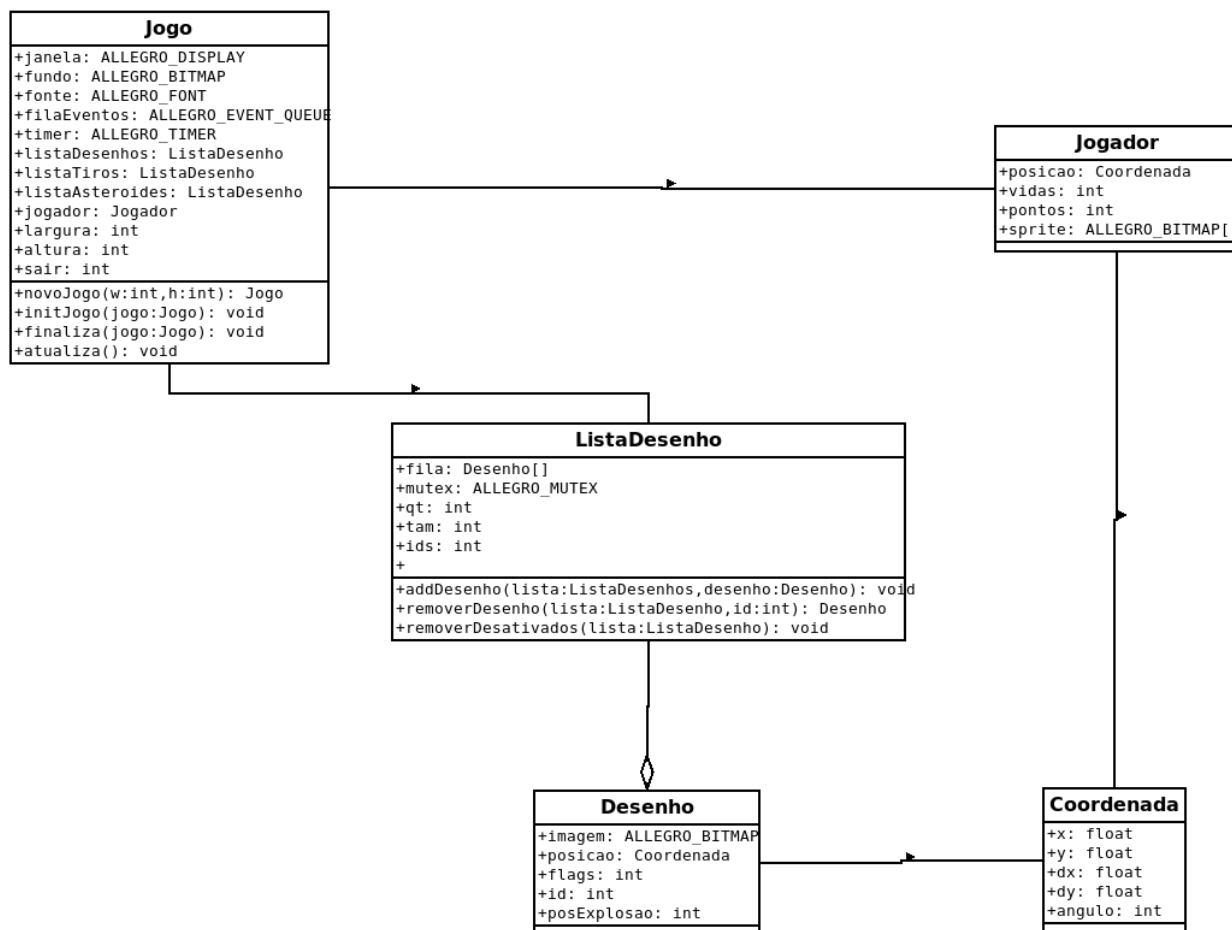 Jogo
+janela: ALLEGRO_DISPLAY
+fundo: ALLEGRO_BITMAP
+fonte: ALLEGRO_FONT
+filaEventos: ALLEGRO_EVENT_QUEUE
+timer: ALLEGRO_TIMER
+listaDesenhos: ListaDesenho
+listaTiros: ListaDesenho
+listaAsteroides: ListaDesenho
+jogador: Jogador
+largura: int
+altura: int
+sair: int
+novoJogo(w:int,h:int): Jogo
+initJogo(jogo:Jogo): void
+finaliza(jogo:Jogo): void
+atualiza(): void
Jogador
+posicao: Coordenada
+vidas: int
+pontos: int
+sprite: ALLEGRO_BITMAP[
ListaDesenho
+fila: Desenho[]
+mutex: ALLEGRO_MUTEX
+qt: int
+tam: int
+ids: int
+
+addDesenho(lista:ListaDesenhos,desenho:Desenho): void
+removerDesenho(lista:ListaDesenho,id:int): Desenho
+removerDesativados(lista:ListaDesenho): void
Desenho
+imagem: ALLEGRO_BITMAP
+posicao: Coordenada
+flags: int
+id: int
+posExplosao: int
Coordenada
+x: float
+y: float
+dx: float
+dy: float
+angulo: int